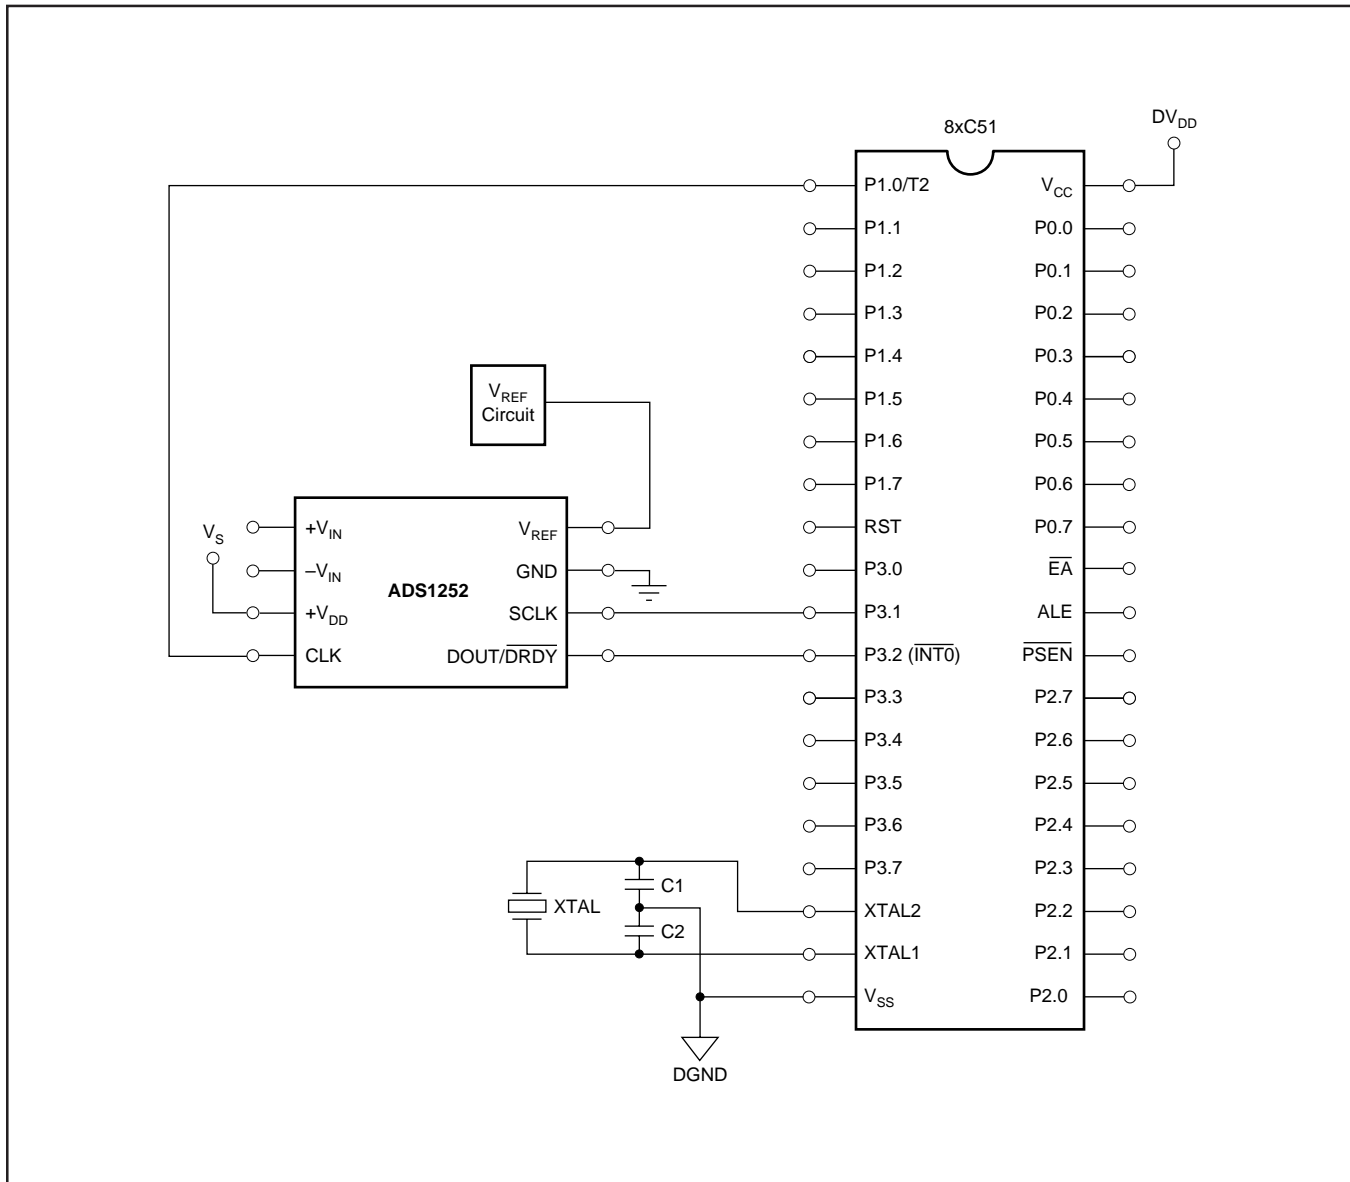 8xC51
DVDD
P1.0/T2
P1.1
P1.2
P1.3
P1.4
P1.5
P1.6
P1.7
RST
P3.0
P3.1
P3.2 (INT0)
P3.3
P3.4
P3.5
P3.6
P3.7
XTAL2
XTAL1
VSS
VCC
P0.0
P0.1
P0.2
P0.3
P0.4
P0.5
P0.6
P0.7
EA
ALE
PSEN
P2.7
P2.6
P2.5
P2.4
P2.3
P2.2
P2.1
P2.0
VREF
Circuit
VS
+VIN
–VIN
+VDD
CLK
ADS1252
VREF
GND
SCLK
DOUT/DRDY
XTAL
C1
C2
DGND